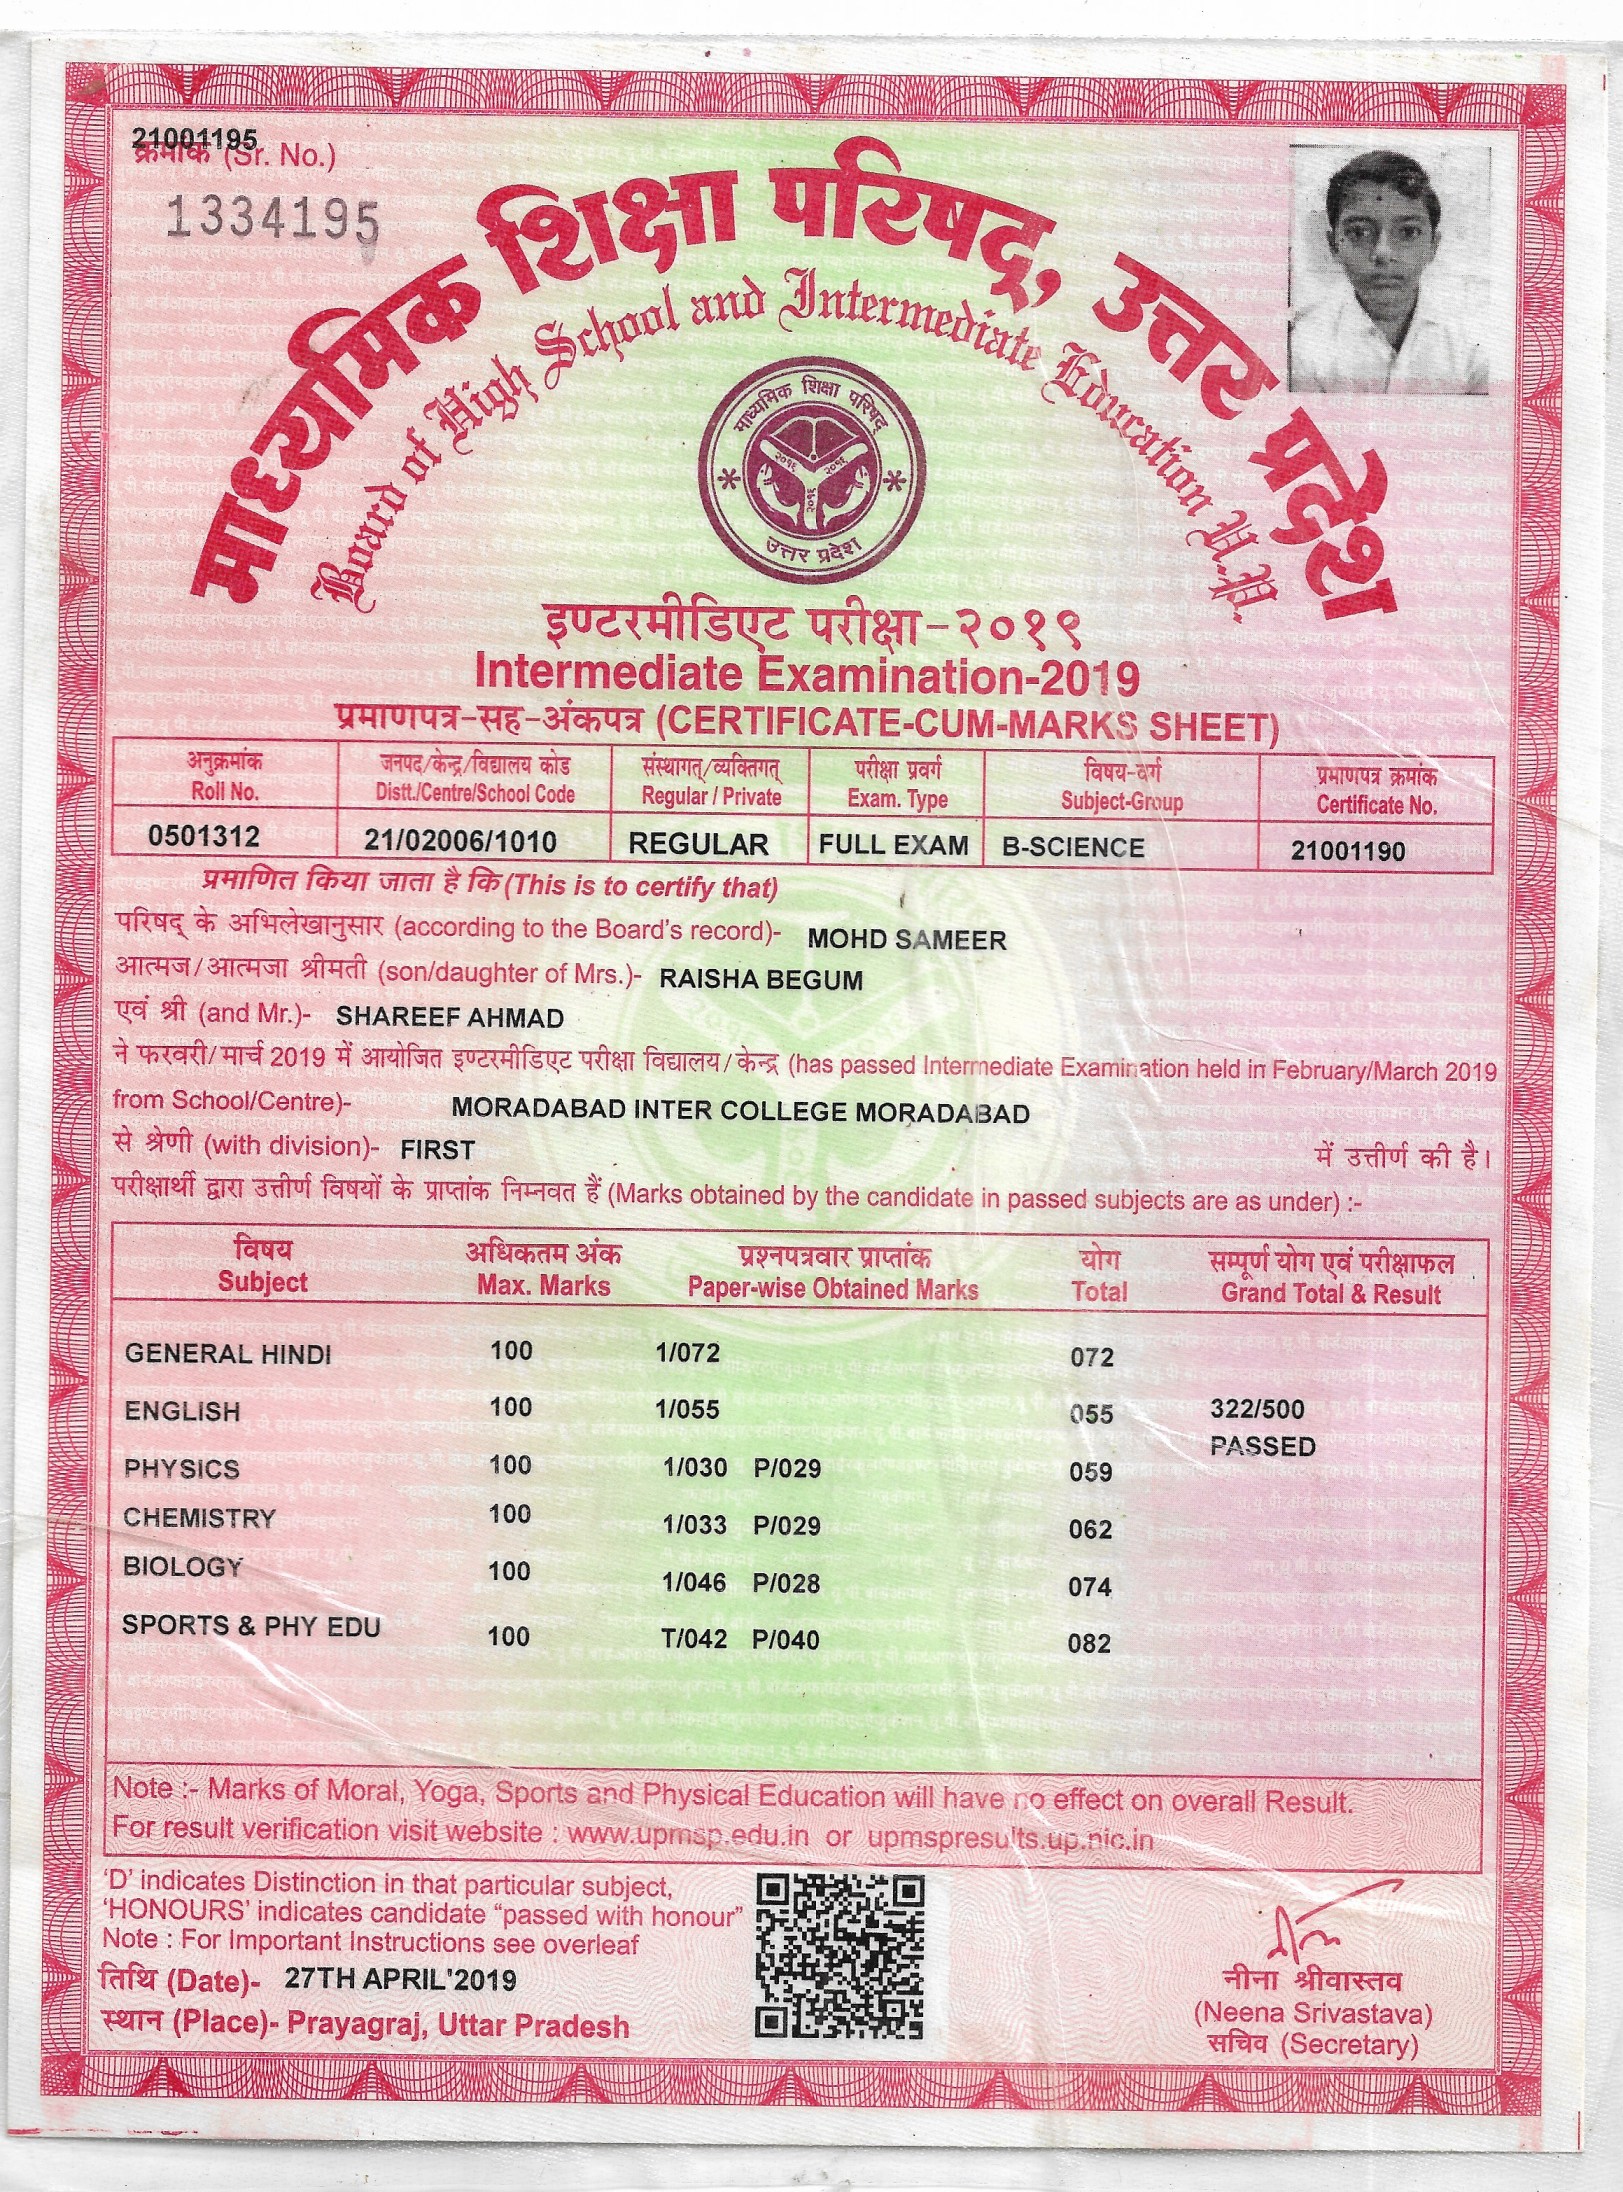 21001195
क्रमांक (Sr. No.)
1334195
माध्यमिक शिक्षा परिषद्, उत्तर प्रदेश
Board of High School and Intermediate Education U.P.
माध्यमिक शिक्षा परिषद्
२०१६ २०१६
२०१६
उत्तर प्रदेश
इण्टरमीडिएट परीक्षा-२०१९
Intermediate Examination-2019
प्रमाणपत्र-सह-अंकपत्र (CERTIFICATE-CUM-MARKS SHEET)
अनुक्रमांक जनपद/केन्द्र/विद्यालय कोड संस्थागत्/व्यक्तिगत् परीक्षा प्रवर्ग विषय-वर्ग प्रमाणपत्र क्रमांक
Roll No. Distt./Centre/School Code Regular / Private Exam. Type Subject-Group Certificate No.
0501312 21/02006/1010 REGULAR FULL EXAM B-SCIENCE 21001190
प्रमाणित किया जाता है कि (This is to certify that)
परिषद् के अभिलेखानुसार (according to the Board's record)- MOHD SAMEER
आत्मज/आत्मजा श्रीमती (son/daughter of Mrs.)- RAISHA BEGUM
एवं श्री (and Mr.)- SHAREEF AHMAD
ने फरवरी/मार्च 2019 में आयोजित इण्टरमीडिएट परीक्षा विद्यालय/केन्द्र (has passed Intermediate Examination held in February/March 2019
from School/Centre)- MORADABAD INTER COLLEGE MORADABAD
से श्रेणी (with division)- FIRST में उत्तीर्ण की है।
परीक्षार्थी द्वारा उत्तीर्ण विषयों के प्राप्तांक निम्नवत हैं (Marks obtained by the candidate in passed subjects are as under) :-
विषय अधिकतम अंक प्रश्नपत्रवार प्राप्तांक योग सम्पूर्ण योग एवं परीक्षाफल
Subject Max. Marks Paper-wise Obtained Marks Total Grand Total & Result
GENERAL HINDI 100 1/072 072
ENGLISH 100 1/055 055 322/500
PASSED
PHYSICS 100 1/030 P/029 059
CHEMISTRY 100 1/033 P/029 062
BIOLOGY 100 1/046 P/028 074
SPORTS & PHY EDU 100 T/042 P/040 082
Note :- Marks of Moral, Yoga, Sports and Physical Education will have no effect on overall Result.
For result verification visit website : www.upmsp.edu.in or upmspresults.up.nic.in
'D' indicates Distinction in that particular subject,
'HONOURS' indicates candidate "passed with honour"
Note : For Important Instructions see overleaf
तिथि (Date)- 27TH APRIL'2019
स्थान (Place)- Prayagraj, Uttar Pradesh
नीना श्रीवास्तव
(Neena Srivastava)
सचिव (Secretary)